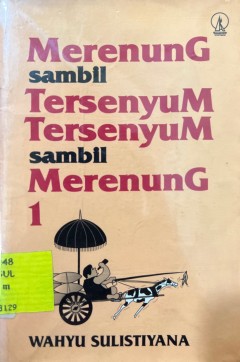 MerenunG
sambil
TersenyuM
TersenyuM
sambil
MerenunG
1
WAHYU SULISTIYANA